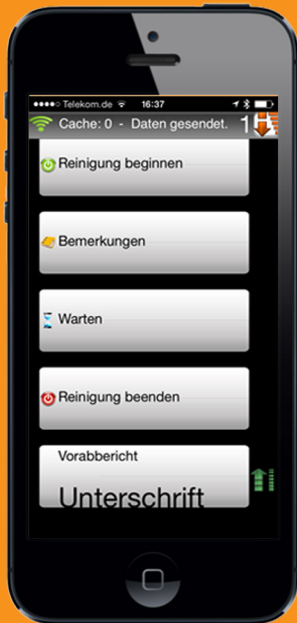 Telekom.de 16:37
Cache: 0 - Daten gesendet. 1
Reinigung beginnen
Bemerkungen
Warten
Reinigung beenden
Vorabbericht
Unterschrift